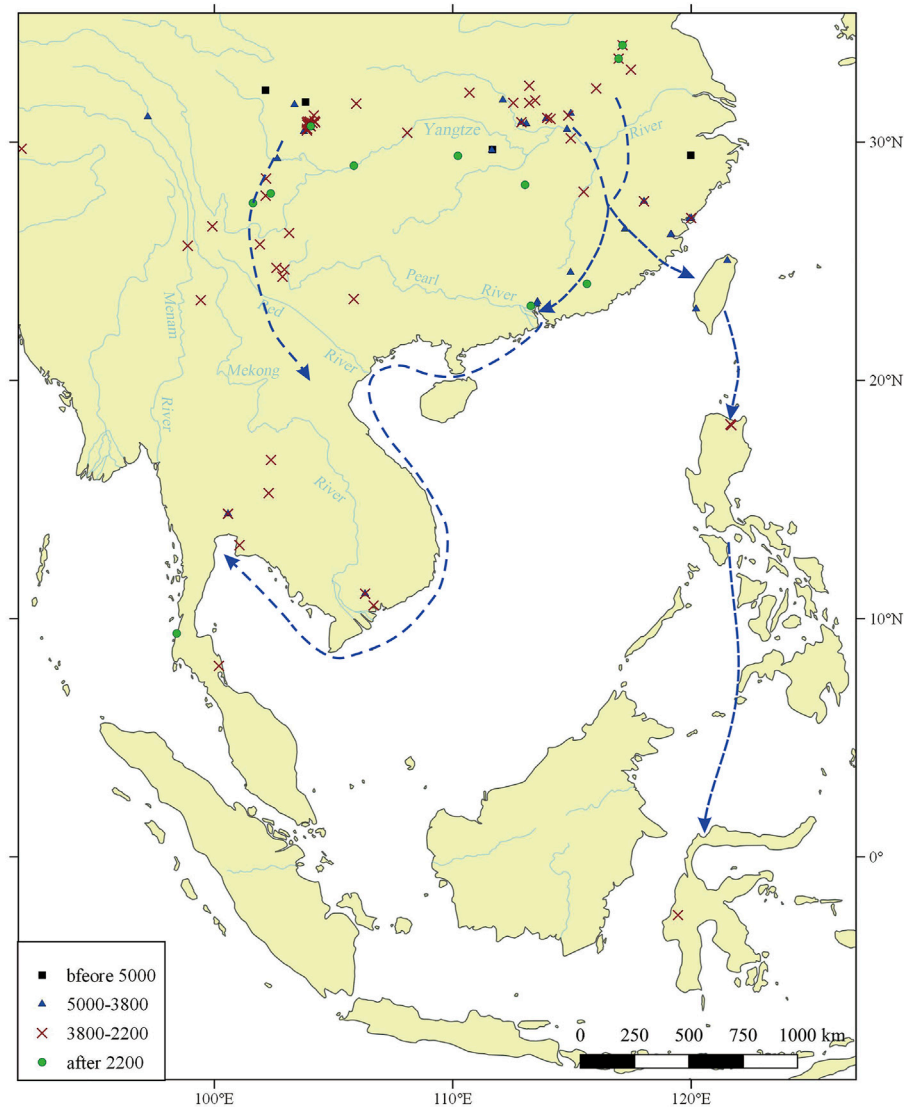 Yangtze
River
30°N
Pearl
River
Red
River
Menam
River
Mekong
River
20°N
10°N
0°
bfeore 5000
5000-3800
3800-2200
after 2200
0 250 500 750 1000 km
100°E 110°E 120°E